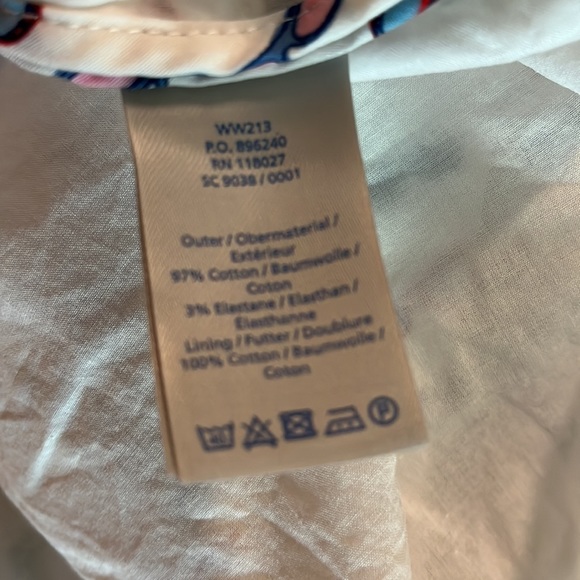 WW213
P.O. 896240
RN 118027
SC 9038 / 0001
Outer / Obermaterial /
Extérieur
97% Cotton / Baumwolle /
Coton
3% Elastane / Elasthan /
Élasthanne
Lining / Futter / Doublure
100% Cotton / Baumwolle /
Coton
P